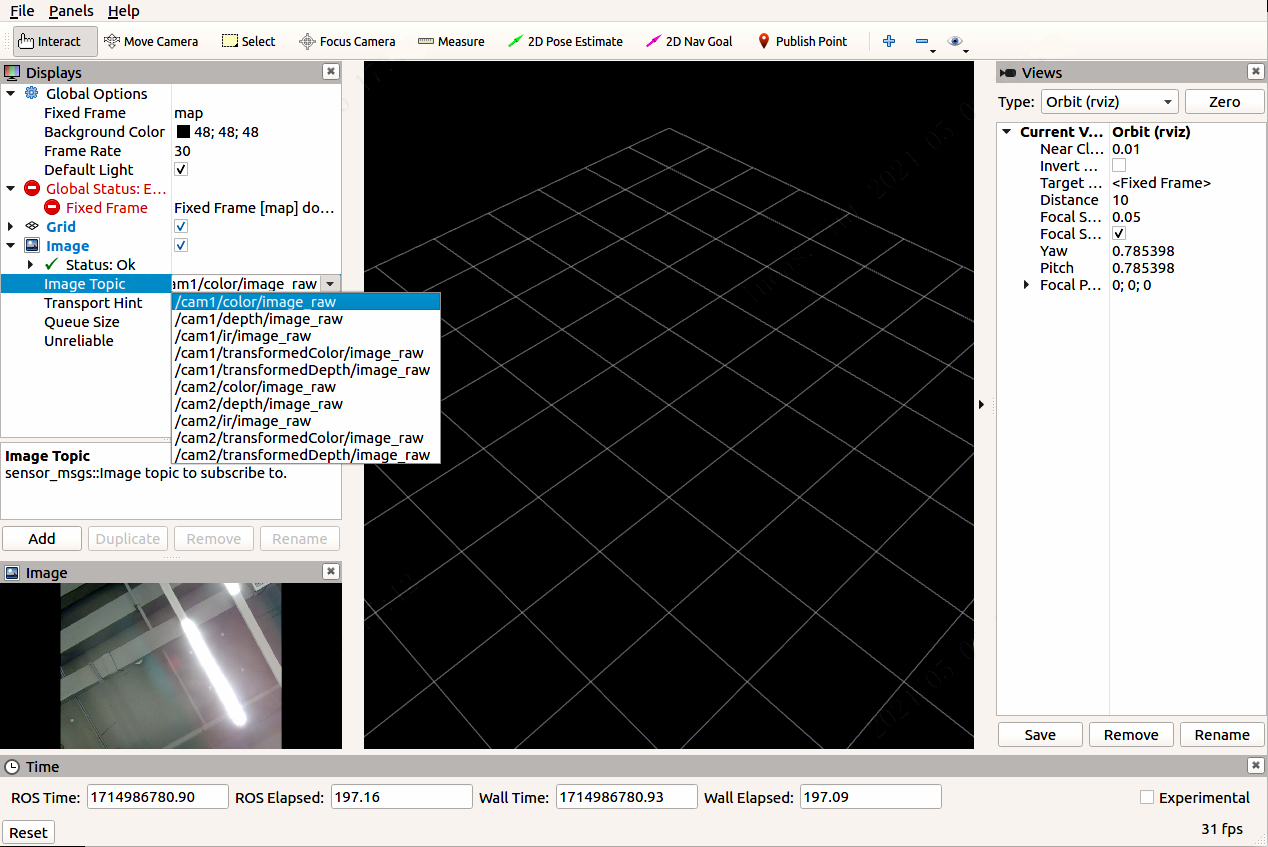 File Panels Help
Interact Move Camera Select Focus Camera Measure 2D Pose Estimate 2D Nav Goal Publish Point
Displays
Global Options
Fixed Frame map
Background Color 48; 48; 48
Frame Rate 30
Default Light
Global Status: E...
Fixed Frame Fixed Frame [map] do...
Grid
Image
Status: Ok
Image Topic am1/color/image_raw
Transport Hint
Queue Size
Unreliable
/cam1/color/image_raw
/cam1/depth/image_raw
/cam1/ir/image_raw
/cam1/transformedColor/image_raw
/cam1/transformedDepth/image_raw
/cam2/color/image_raw
/cam2/depth/image_raw
/cam2/ir/image_raw
/cam2/transformedColor/image_raw
/cam2/transformedDepth/image_raw
Image Topic
sensor_msgs::Image topic to subscribe to.
Add Duplicate Remove Rename
Image
Views
Type: Orbit (rviz) Zero
Current V... Orbit (rviz)
Near Cl... 0.01
Invert ...
Target ... <Fixed Frame>
Distance 10
Focal S... 0.05
Focal S...
Yaw 0.785398
Pitch 0.785398
Focal P... 0; 0; 0
Save Remove Rename
Time
ROS Time: 1714986780.90 ROS Elapsed: 197.16 Wall Time: 1714986780.93 Wall Elapsed: 197.09 Experimental
Reset 31 fps